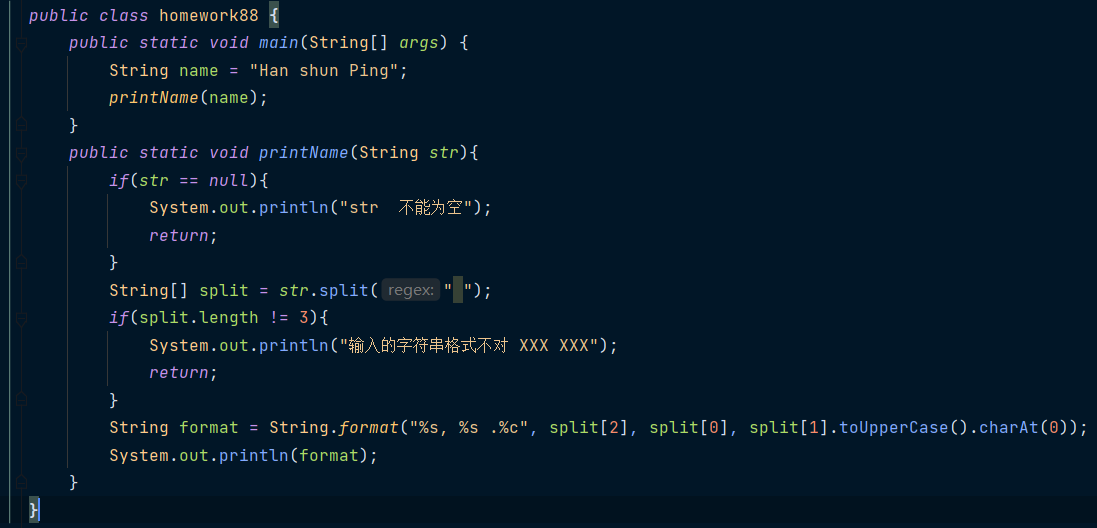 public class homework88 {
    public static void main(String[] args) {
        String name = "Han shun Ping";
        printName(name);
    }
    public static void printName(String str){
        if(str == null){
            System.out.println("str  不能为空");
            return;
        }
        String[] split = str.split( regex: " ");
        if(split.length != 3){
            System.out.println("输入的字符串格式不对 XXX XXX");
            return;
        }
        String format = String.format("%s, %s .%c", split[2], split[0], split[1].toUpperCase().charAt(0));
        System.out.println(format);
    }
}